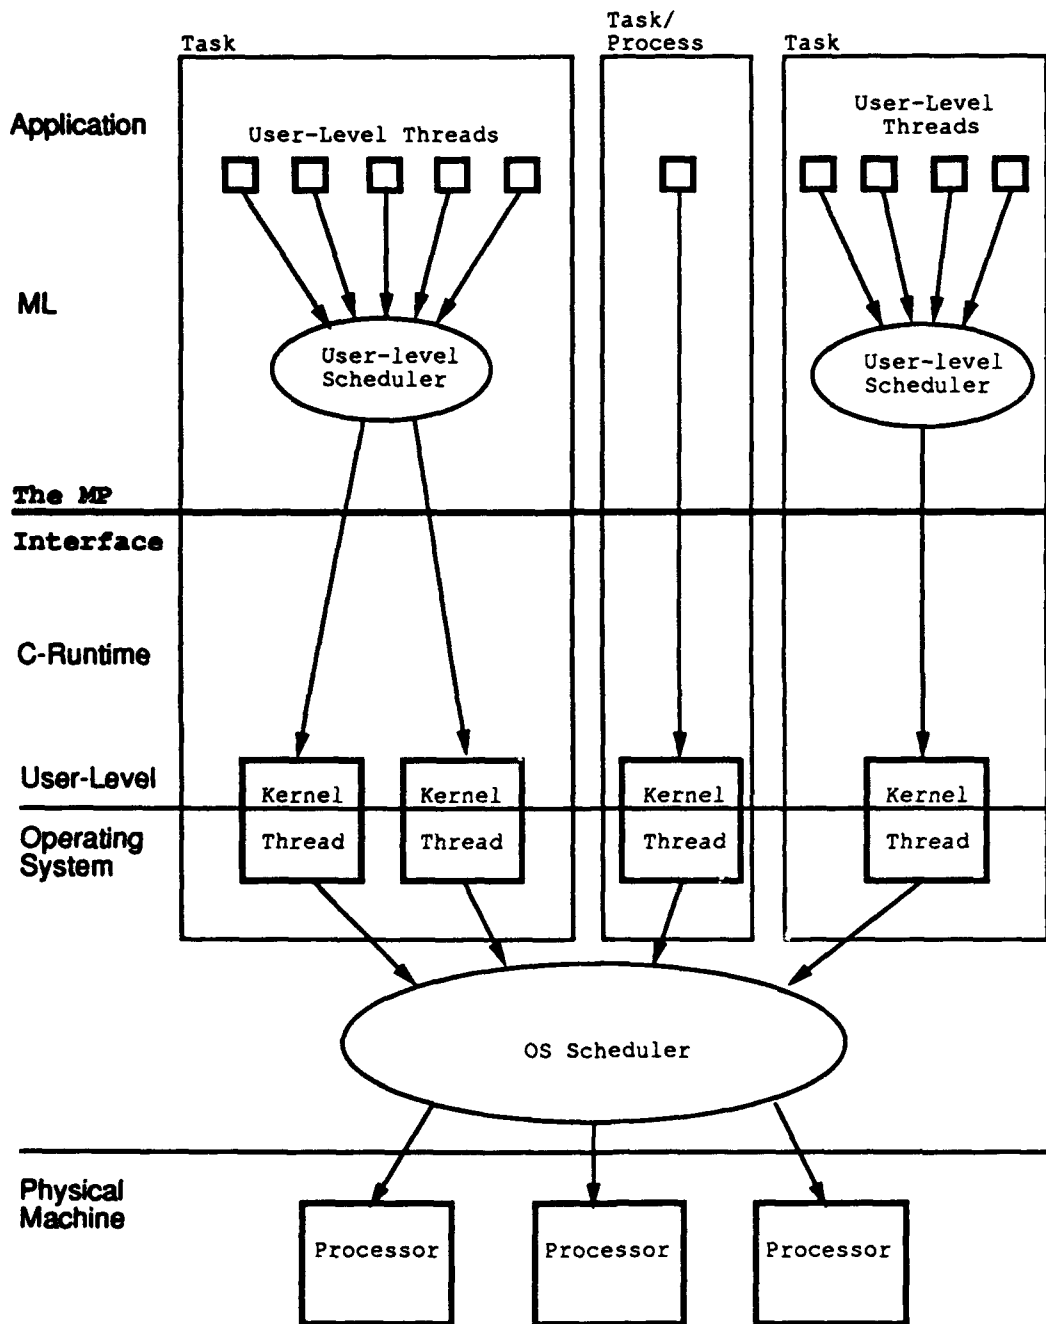 Task/
Task
Process
Task
Application
User-Level Threads
User-Level
Threads
ML
User-level
Scheduler
User-level
Scheduler
The MP
Interface
C-Runtime
User-Level
Kernel
Kernel
Kernel
Kernel
Operating
System
Thread
Thread
Thread
Thread
OS Scheduler
Physical
Machine
Processor
Processor
Processor